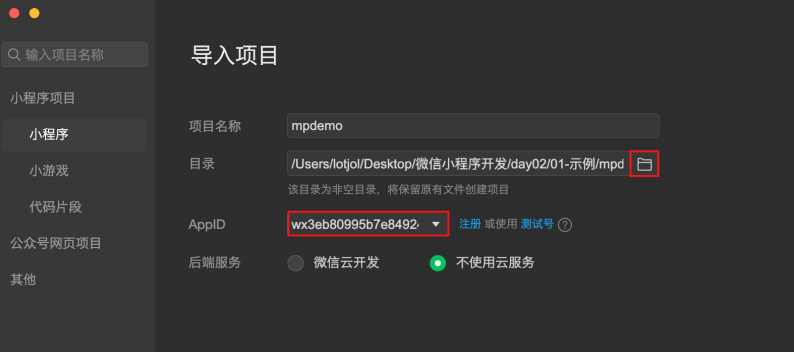 输入项目名称
导入项目
小程序项目
小程序
小游戏
代码片段
公众号网页项目
其他
项目名称
mpdemo
目录
/Users/lotjol/Desktop/微信小程序开发/day02/01-示例/mpd
该目录为非空目录，将保留原有文件创建项目
AppID
wx3eb80995b7e8492
注册 或使用 测试号 ?
后端服务
微信云开发
不使用云服务